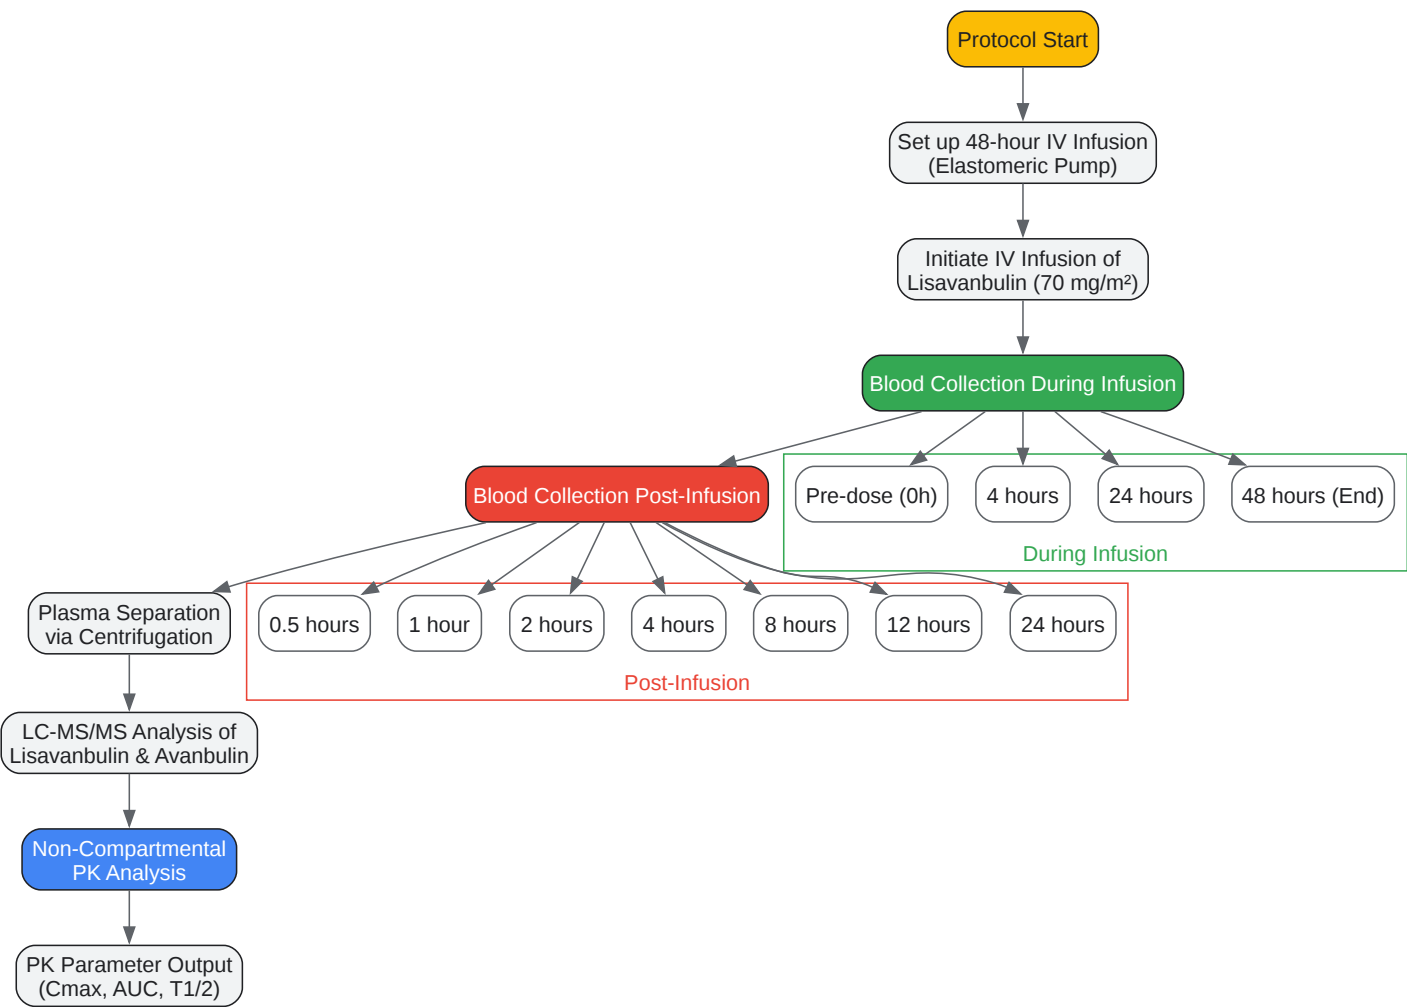 Protocol Start
Set up 48-hour IV Infusion
(Elastomeric Pump)
Initiate IV Infusion of
Lisavanbulin (70 mg/m²)
Blood Collection During Infusion
Blood Collection Post-Infusion
Pre-dose (0h)
4 hours
24 hours
48 hours (End)
During Infusion
Plasma Separation
via Centrifugation
0.5 hours
1 hour
2 hours
4 hours
8 hours
12 hours
24 hours
Post-Infusion
LC-MS/MS Analysis of
Lisavanbulin & Avanbulin
Non-Compartmental
PK Analysis
PK Parameter Output
(Cmax, AUC, T1/2)